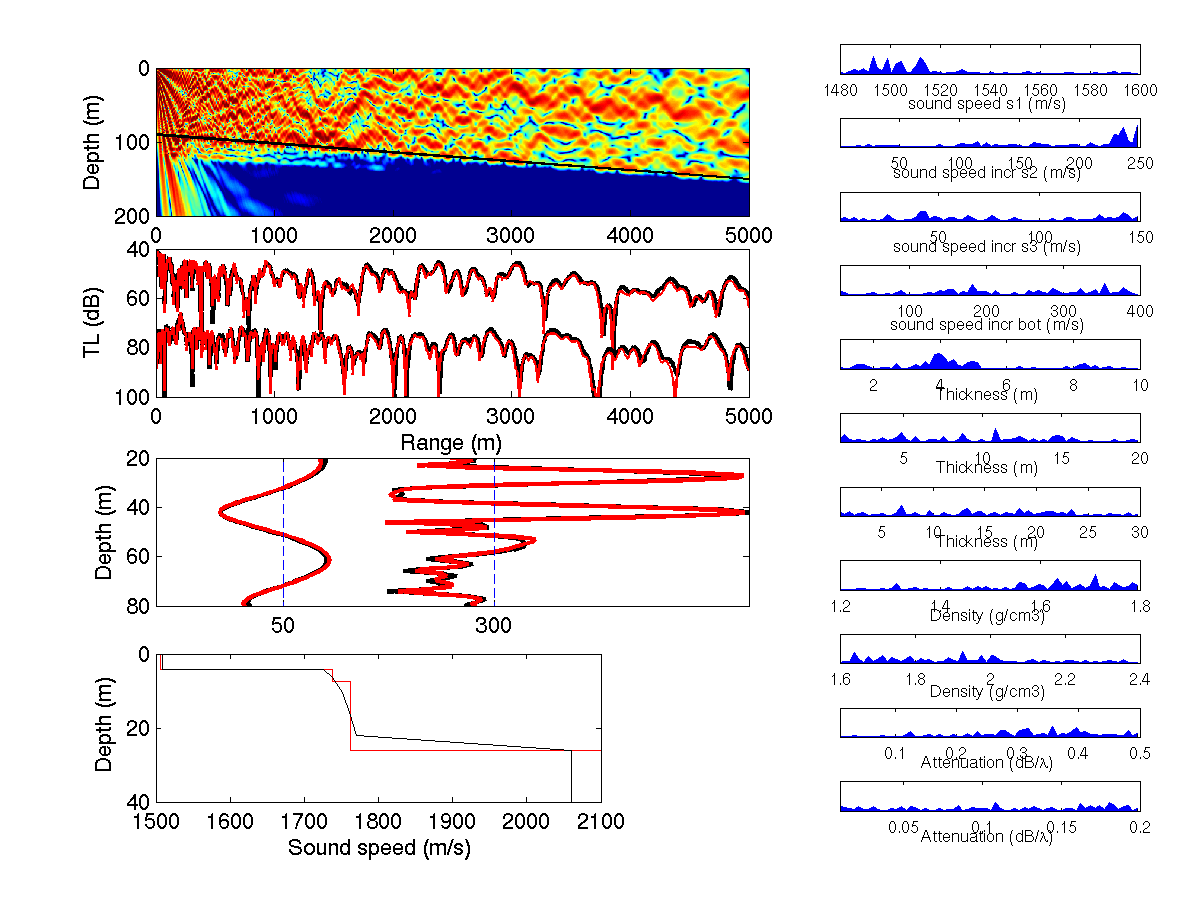 0
100
200
Depth (m)
0 1000 2000 3000 4000 5000
40
60
80
100
TL (dB)
0 1000 2000 3000 4000 5000
Range (m)
20
40
60
80
Depth (m)
50 300
0
20
40
Depth (m)
1500 1600 1700 1800 1900 2000 2100
Sound speed (m/s)
1480 1500 1520 1540 1560 1580 1600
sound speed s1 (m/s)
50 100 150 200 250
sound speed incr s2 (m/s)
50 100 150
sound speed incr s3 (m/s)
100 200 300 400
sound speed incr bot (m/s)
2 4 6 8 10
Thickness (m)
5 10 15 20
Thickness (m)
5 10 15 20 25 30
Thickness (m)
1.2 1.4 1.6 1.8
Density (g/cm3)
1.6 1.8 2 2.2 2.4
Density (g/cm3)
0.1 0.2 0.3 0.4 0.5
Attenuation (dB/λ)
0.05 0.1 0.15 0.2
Attenuation (dB/λ)